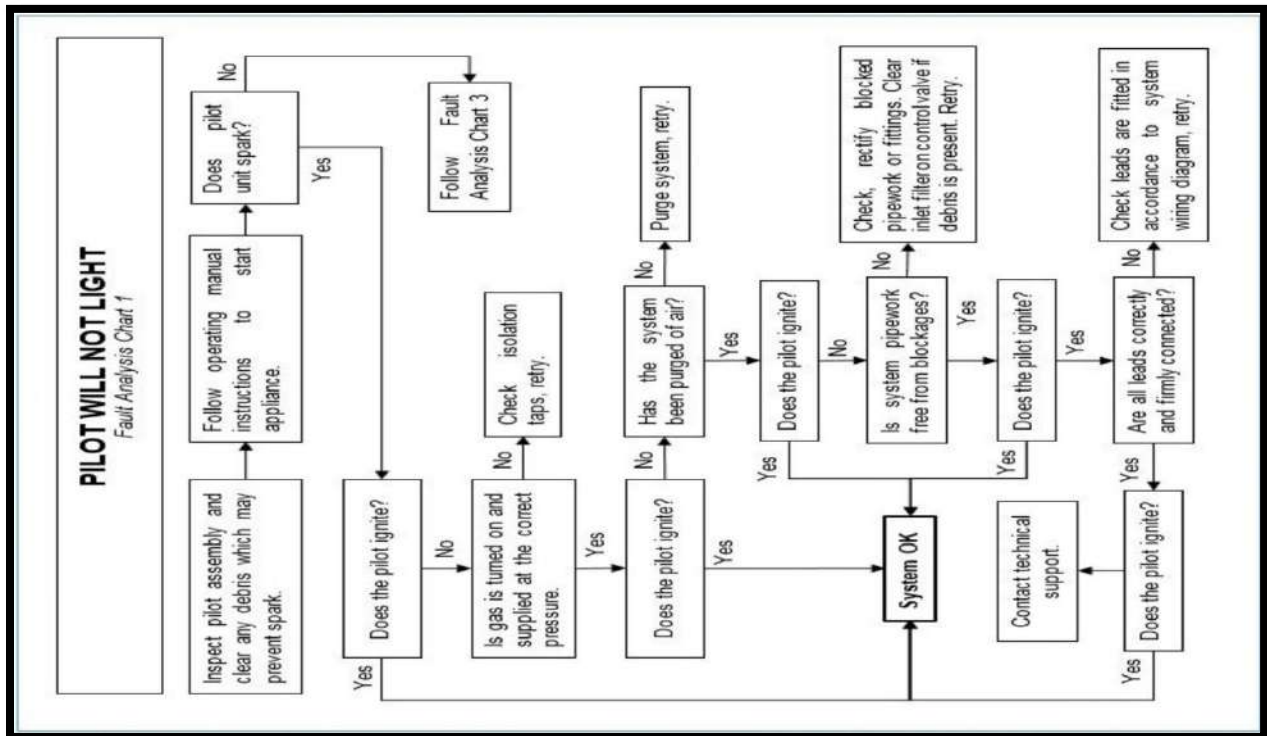 PILOT WILL NOT LIGHT
Fault Analysis Chart 1
Inspect pilot assembly and
clear any debris which may
prevent spark.
Follow operating manual
instructions to start
appliance.
Does pilot
unit spark?
No
Yes
Follow Fault
Analysis Chart 3
Does the pilot ignite?
Yes
No
Is gas is turned on and
supplied at the correct
pressure.
No
Check isolation
taps, retry.
Yes
Does the pilot ignite?
No
Yes
Has the system
been purged of air?
No
Purge system, retry.
Yes
Does the pilot ignite?
Yes
No
Is system pipework
free from blockages?
No
Check, rectify blocked
pipework or fittings. Clear
inlet filter on control valve if
debris is present. Retry.
Yes
Does the pilot ignite?
Yes
Yes
System OK
Are all leads correctly
and firmly connected?
No
Check leads are fitted in
accordance to system
wiring diagram, retry.
Yes
Does the pilot ignite?
Yes
Contact technical
support.